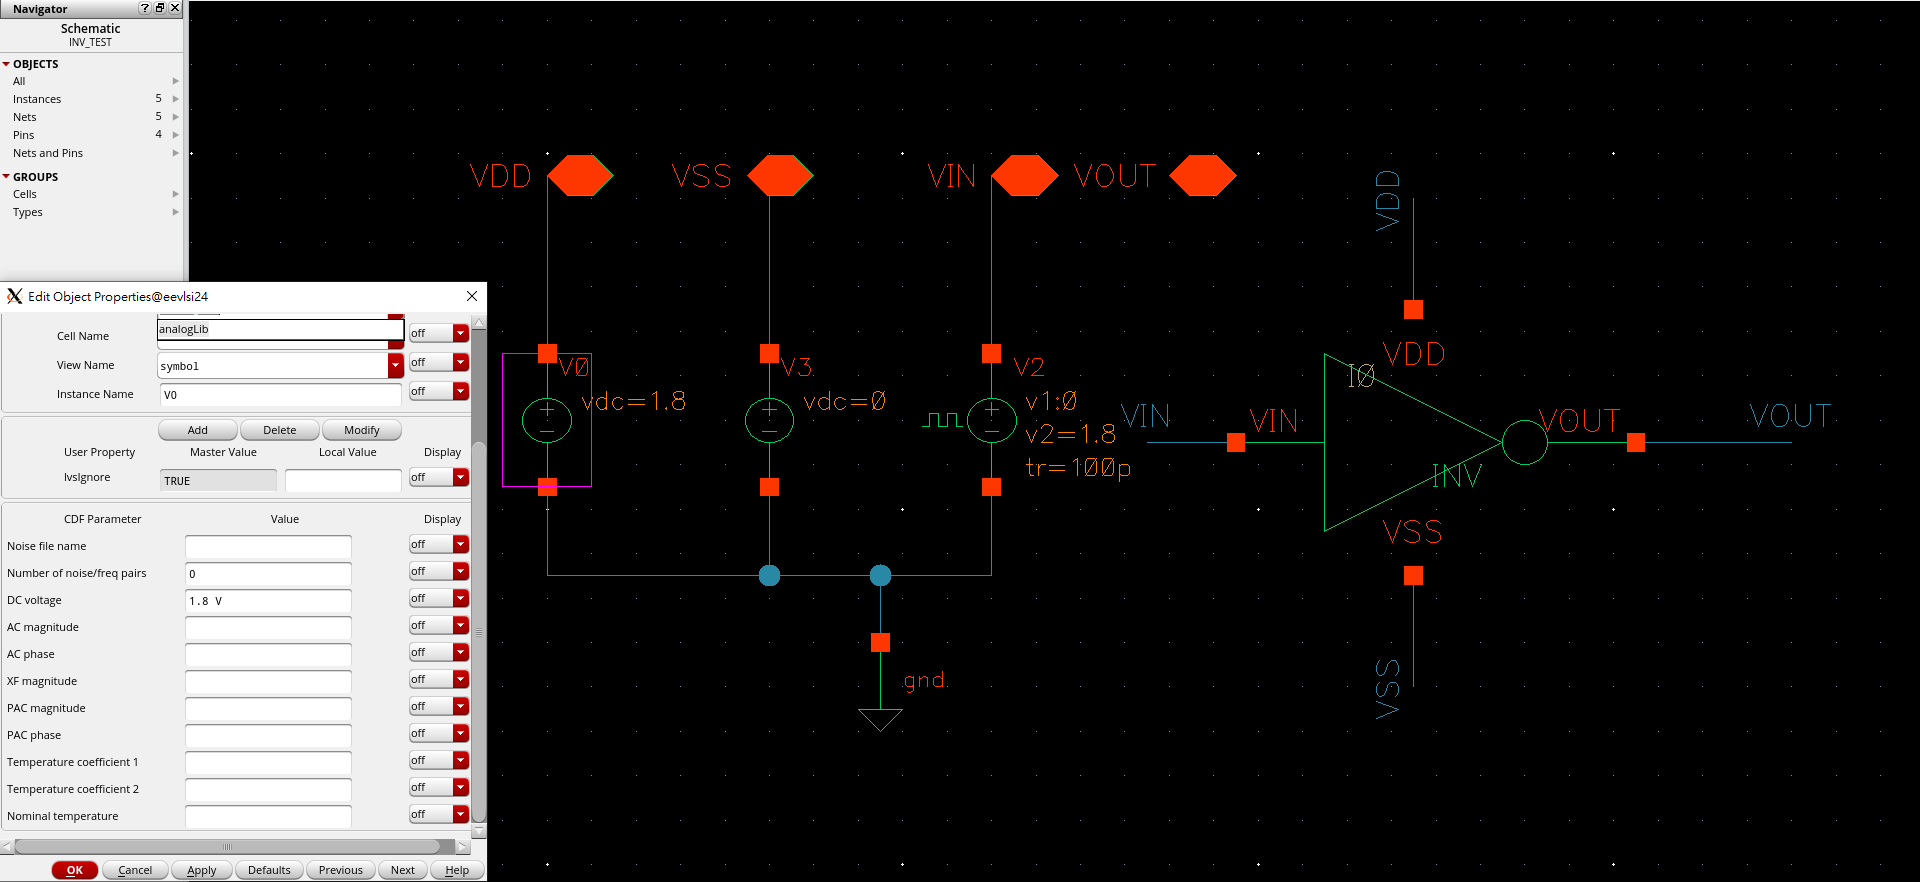 Navigator
Schematic
INV_TEST
OBJECTS
All
Instances 5
Nets 5
Pins 4
Nets and Pins
GROUPS
Cells
Types
Edit Object Properties@eevlsi24
analogLib
Cell Name off
View Name symbol off
Instance Name V0 off
Add Delete Modify
User Property Master Value Local Value Display
lvsIgnore TRUE off
CDF Parameter Value Display
Noise file name off
Number of noise/freq pairs 0 off
DC voltage 1.8 V off
AC magnitude off
AC phase off
XF magnitude off
PAC magnitude off
PAC phase off
Temperature coefficient 1 off
Temperature coefficient 2 off
Nominal temperature off
OK Cancel Apply Defaults Previous Next Help
VDD VSS VIN VOUT
V0
vdc=1.8
V3
vdc=0
V2
v1:0
v2=1.8
tr=100p
gnd
VDD
VDD
I0
VIN VIN
VOUT VOUT
INV
VSS
VSS